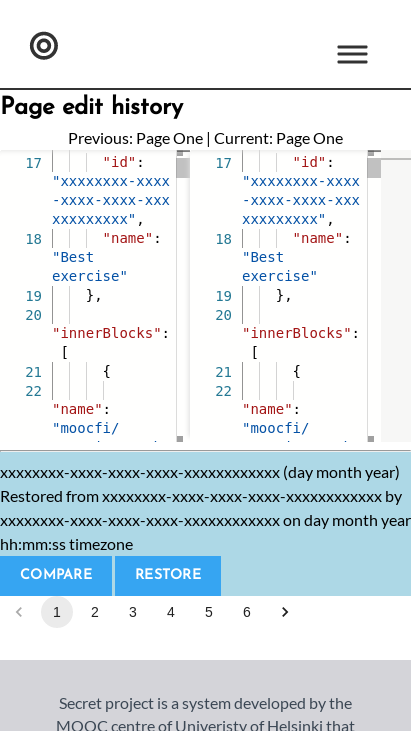 Page edit history
Previous: Page One | Current: Page One
17 "id":
"xxxxxxxx-xxxx
-xxxx-xxxx-xxx
xxxxxxxxx",
18 "name":
"Best
exercise"
19 },
20
"innerBlocks":
[
21 {
22
"name":
"moocfi/
17 "id":
"xxxxxxxx-xxxx
-xxxx-xxxx-xxx
xxxxxxxxx",
18 "name":
"Best
exercise"
19 },
20
"innerBlocks":
[
21 {
22
"name":
"moocfi/
xxxxxxxx-xxxx-xxxx-xxxx-xxxxxxxxxxxx (day month year)
Restored from xxxxxxxx-xxxx-xxxx-xxxx-xxxxxxxxxxxx by
xxxxxxxx-xxxx-xxxx-xxxx-xxxxxxxxxxxx on day month year
hh:mm:ss timezone
COMPARE RESTORE
1 2 3 4 5 6
Secret project is a system developed by the
MOOC centre of Univeristy of Helsinki that